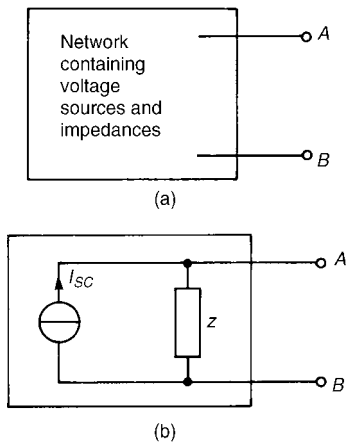 A
Network
containing
voltage
sources and
impedances
B
(a)
A
I_SC
z
B
(b)